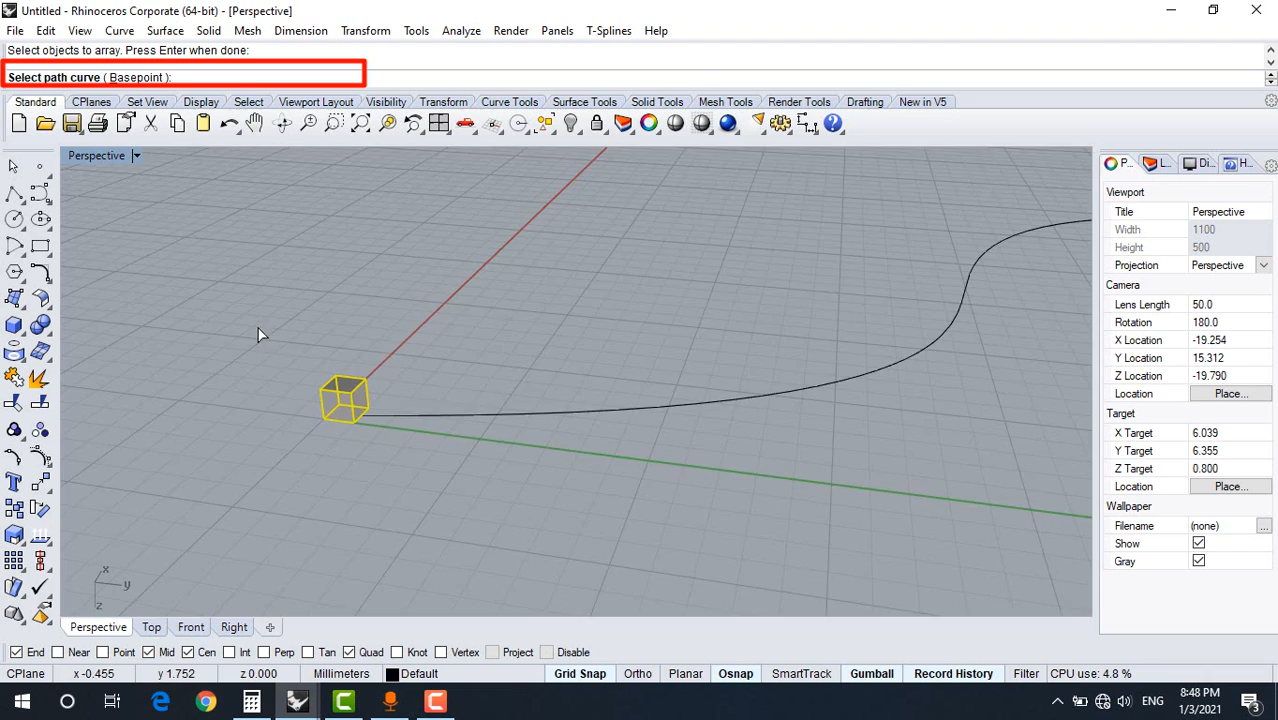 Untitled - Rhinoceros Corporate (64-bit) - [Perspective]
File Edit View Curve Surface Solid Mesh Dimension Transform Tools Analyze Render Panels T-Splines Help
Select objects to array. Press Enter when done:
Select path curve ( Basepoint ):
Standard CPlanes Set View Display Select Viewport Layout Visibility Transform Curve Tools Surface Tools Solid Tools Mesh Tools Render Tools Drafting New in V5
Perspective
P... L... Di... H...
Viewport
Title Perspective
Width 1100
Height 500
Projection Perspective
Camera
Lens Length 50.0
Rotation 180.0
X Location -19.254
Y Location 15.312
Z Location -19.790
Location Place...
Target
X Target 6.039
Y Target 6.355
Z Target 0.800
Location Place...
Wallpaper
Filename (none) ...
Show
Gray
x
y
z
Perspective Top Front Right
End Near Point Mid Cen Int Perp Tan Quad Knot Vertex Project Disable
CPlane x -0.455 y 1.752 z 0.000 Millimeters Default Grid Snap Ortho Planar Osnap SmartTrack Gumball Record History Filter CPU use: 4.8 %
ENG
8:48 PM
1/3/2021
3